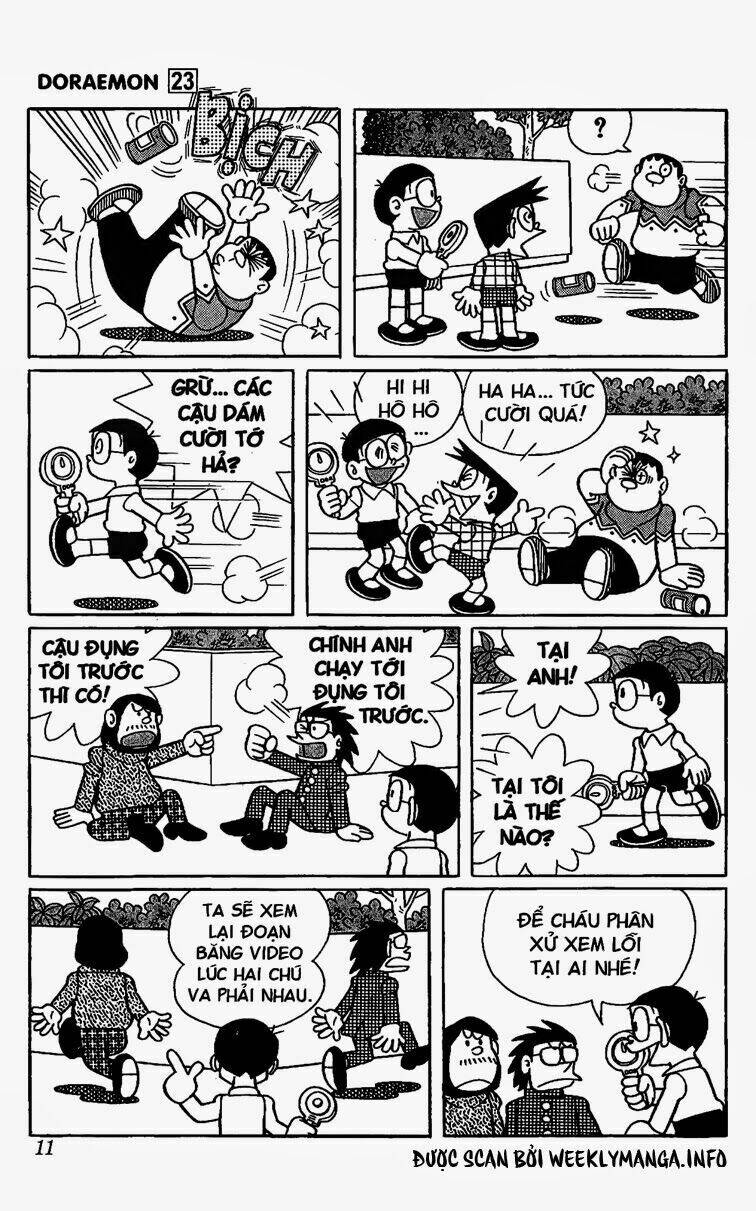 DORAEMON 23
?
BỊCH
HA HA... TỨC
CƯỜI QUÁ!
HI HI
HÔ HÔ
...
GRỪ... CÁC
CẬU DÁM
CƯỜI TỚ
HẢ?
TẠI
ANH!
TẠI TÔI
LÀ THẾ
NÀO?
CHÍNH ANH
CHẠY TỚI
ĐỤNG TÔI
TRƯỚC.
CẬU ĐỤNG
TÔI TRƯỚC
THÌ CÓ!
ĐỂ CHÁU PHÂN
XỬ XEM LỖI
TẠI AI NHÉ!
TA SẼ XEM
LẠI ĐOẠN
BĂNG VIDEO
LÚC HAI CHÚ
VA PHẢI NHAU.
11
ĐƯỢC SCAN BỞI WEEKLYMANGA.INFO